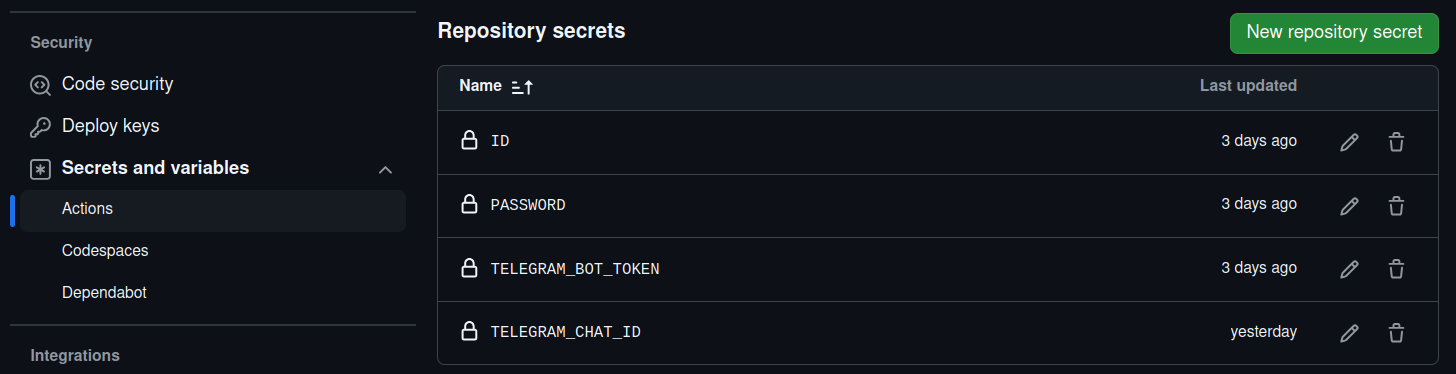 Security
Code security
Deploy keys
Secrets and variables
Actions
Codespaces
Dependabot
Integrations
Repository secrets
New repository secret
Name Last updated
ID 3 days ago
PASSWORD 3 days ago
TELEGRAM_BOT_TOKEN 3 days ago
TELEGRAM_CHAT_ID yesterday